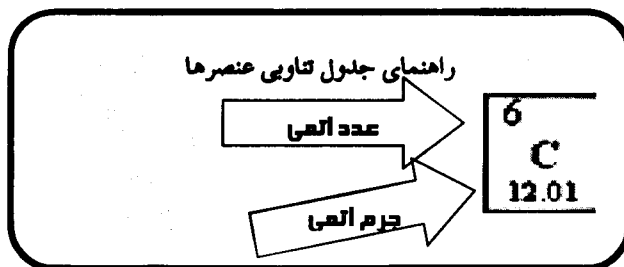 راهنمای جدول تناوبی عنصرها
عدد اتمی
6
C
12.01
جرم اتمی